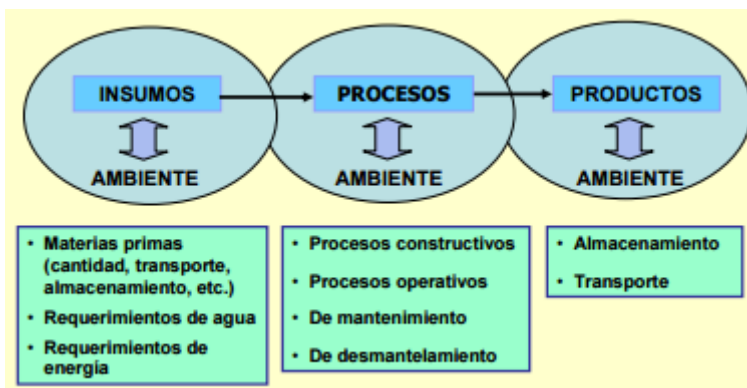 INSUMOS
PROCESOS
PRODUCTOS
AMBIENTE
AMBIENTE
AMBIENTE
• Materias primas
(cantidad, transporte,
almacenamiento, etc.)
• Requerimientos de agua
• Requerimientos de
energía
• Procesos constructivos
• Procesos operativos
• De mantenimiento
• De desmantelamiento
• Almacenamiento
• Transporte